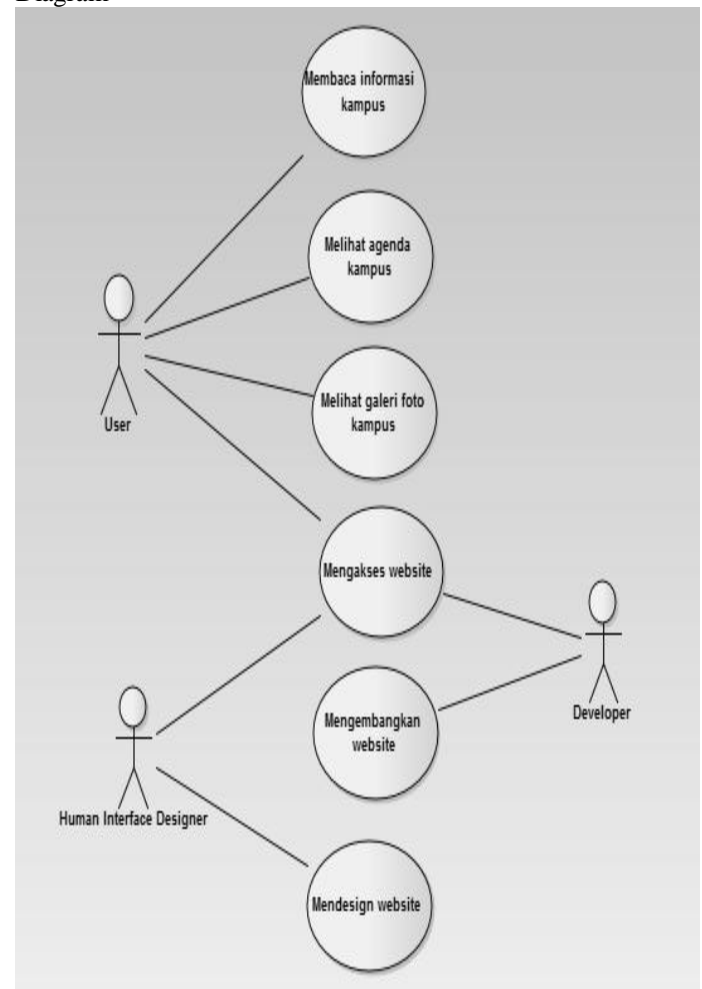 Diagram
Membaca informasi
kampus
Melihat agenda
kampus
User
Melihat galeri foto
kampus
Mengakses website
Developer
Mengembangkan
website
Human Interface Designer
Mendesign website